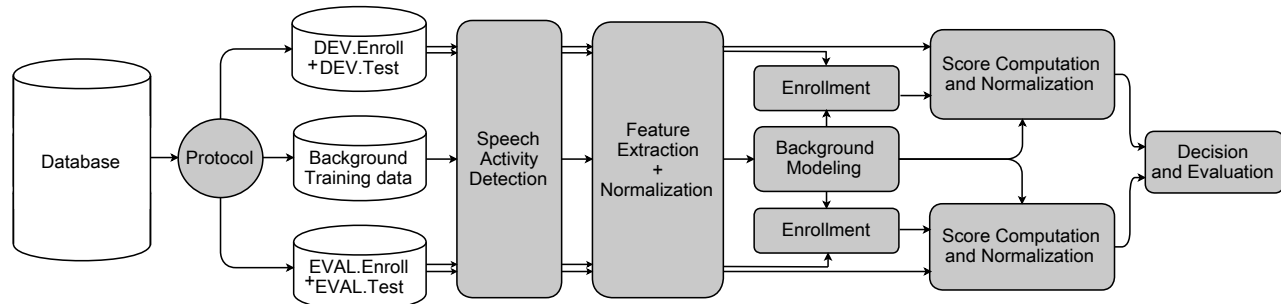 Database
Protocol
DEV.Enroll
+DEV.Test
Background
Training data
EVAL.Enroll
+EVAL.Test
Speech
Activity
Detection
Feature
Extraction
+
Normalization
Enrollment
Background
Modeling
Enrollment
Score Computation
and Normalization
Score Computation
and Normalization
Decision
and Evaluation